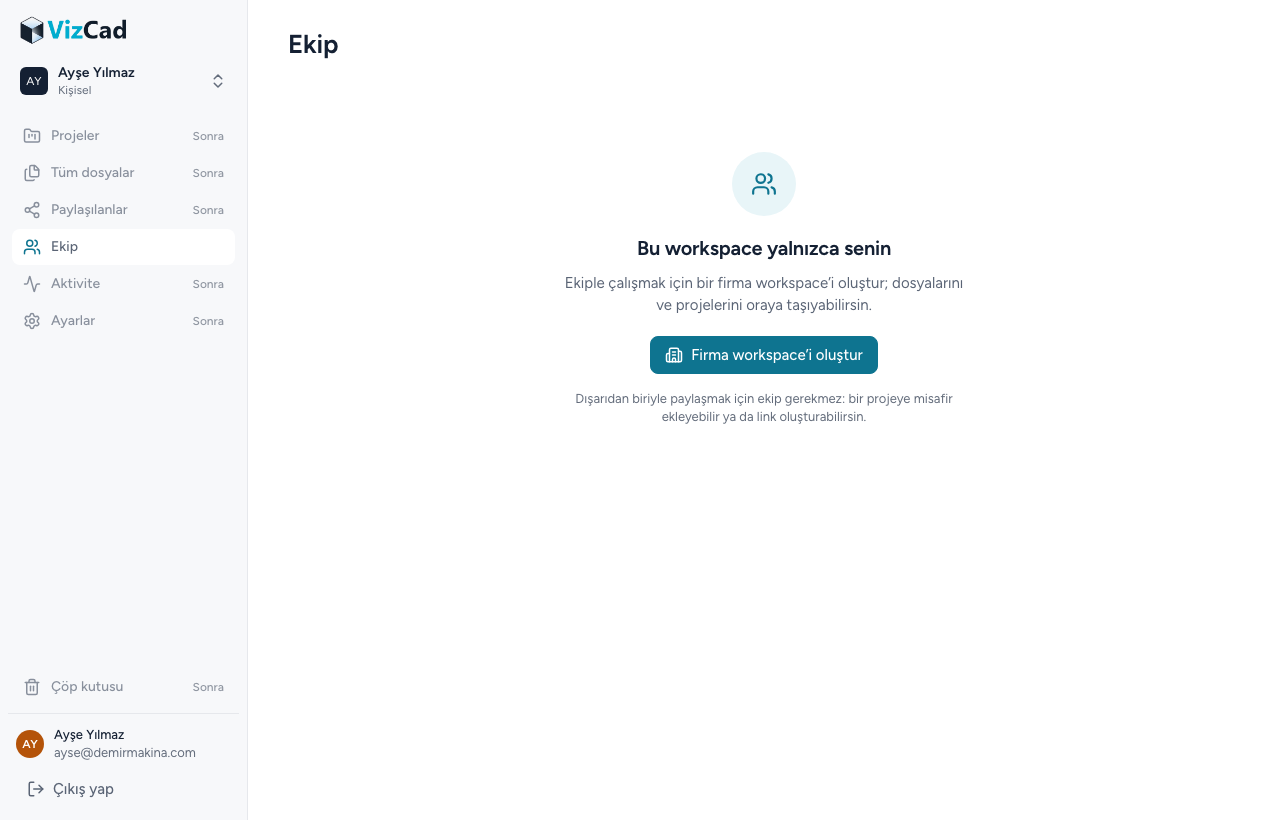 VizCad
AY
Ayşe Yılmaz
Kişisel
Projeler Sonra
Tüm dosyalar Sonra
Paylaşılanlar Sonra
Ekip
Aktivite Sonra
Ayarlar Sonra
Çöp kutusu Sonra
AY
Ayşe Yılmaz
ayse@demirmakina.com
Çıkış yap
Ekip
Bu workspace yalnızca senin
Ekiple çalışmak için bir firma workspace’i oluştur; dosyalarını
ve projelerini oraya taşıyabilirsin.
Firma workspace’i oluştur
Dışarıdan biriyle paylaşmak için ekip gerekmez: bir projeye misafir
ekleyebilir ya da link oluşturabilirsin.